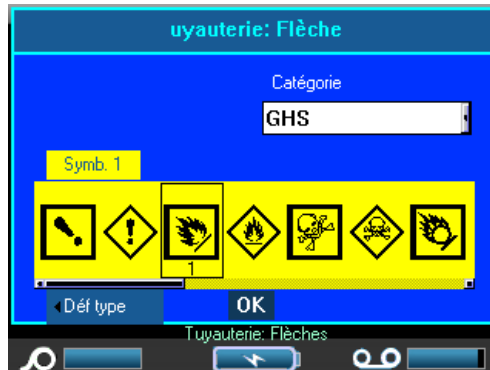 uyauterie: Flèche
Catégorie
GHS
Symb. 1
1
Déf type
OK
Tuyauterie: Flèches